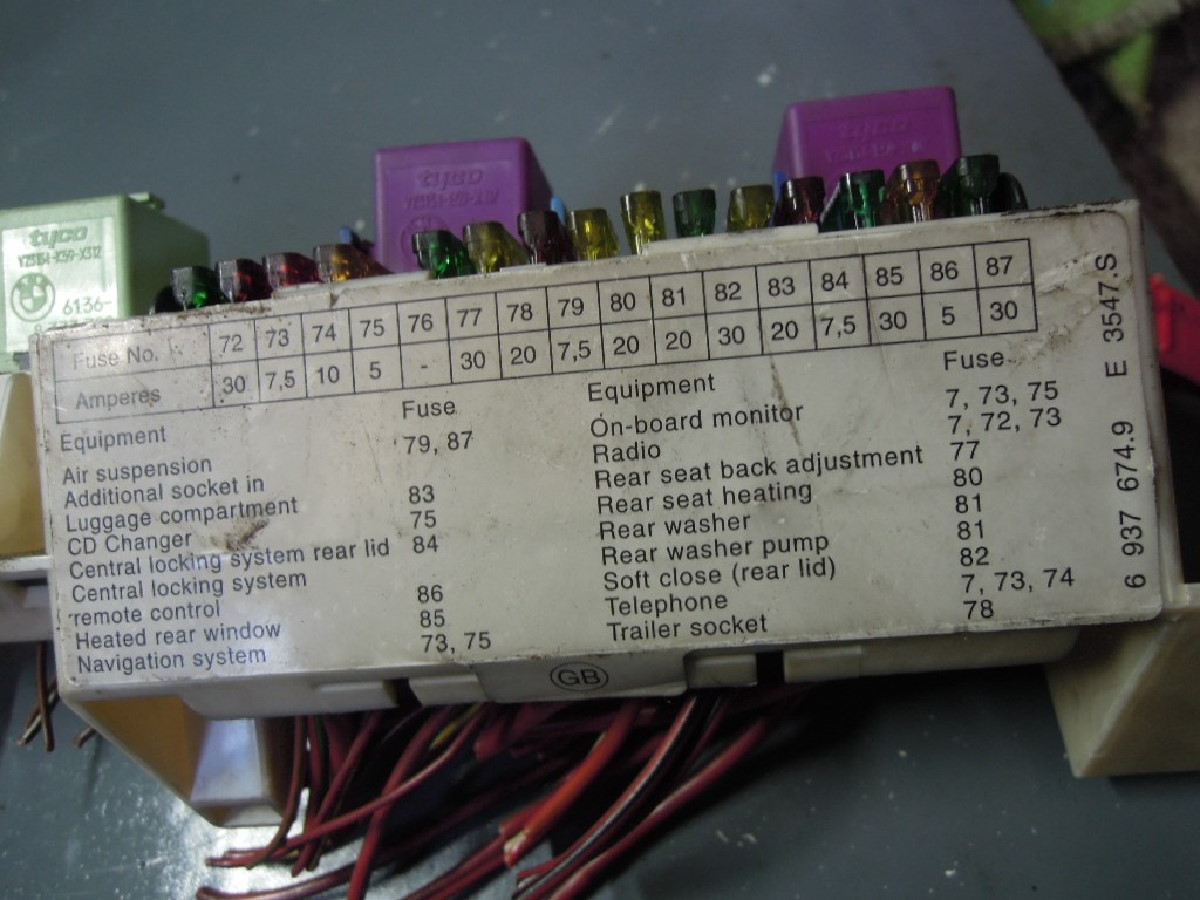 tyco
V23134-
tyco
6136-
Fuse No. 72 73 74 75 76 77 78 79 80 81 82 83 84 85 86 87
Amperes 30 7,5 10 5 - 30 20 7,5 20 20 30 20 7,5 30 5 30
Equipment Fuse
Air suspension 79, 87
Additional socket in
Luggage compartment 83
CD Changer 75
Central locking system rear lid 84
Central locking system
remote control 86
Heated rear window 85
Navigation system 73, 75
Equipment Fuse
On-board monitor 7, 73, 75
Radio 7, 72, 73
Rear seat back adjustment 77
Rear seat heating 80
Rear washer 81
Rear washer pump 81
Soft close (rear lid) 82
Telephone 7, 73, 74
Trailer socket 78
6 937 674.9 E 3547.S
GB